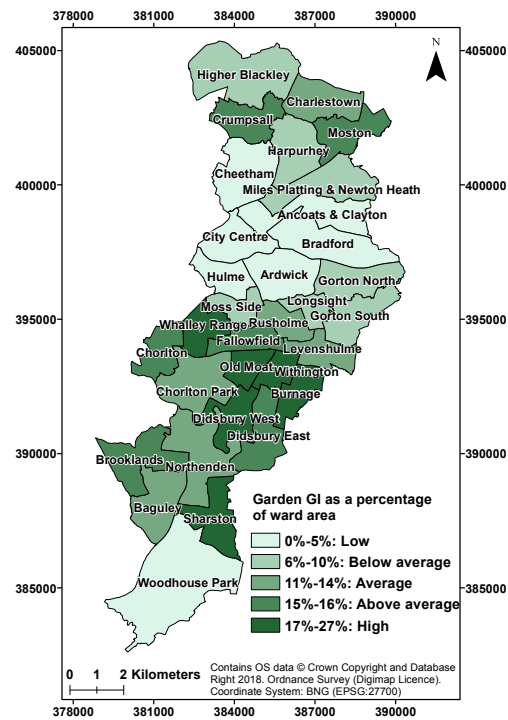 378000 381000 384000 387000 390000
405000 405000
N
Higher Blackley
Charlestown
Crumpsall
Moston
Harpurhey
Cheetham
400000 400000
Miles Platting & Newton Heath
Ancoats & Clayton
City Centre
Bradford
Hulme
Ardwick
Gorton North
Longsight
Moss Side
Gorton South
395000 395000
Whalley Range
Rusholme
Fallowfield
Chorlton
Levenshulme
Old Moat
Withington
Chorlton Park
Burnage
Didsbury West
Didsbury East
390000 390000
Brooklands
Northenden
Baguley
Sharston
Woodhouse Park
385000 385000
Garden GI as a percentage
of ward area
0%-5%: Low
6%-10%: Below average
11%-14%: Average
15%-16%: Above average
17%-27%: High
0 1 2 Kilometers
Contains OS data © Crown Copyright and Database
Right 2018. Ordnance Survey (Digimap Licence).
Coordinate System: BNG (EPSG:27700)
378000 381000 384000 387000 390000